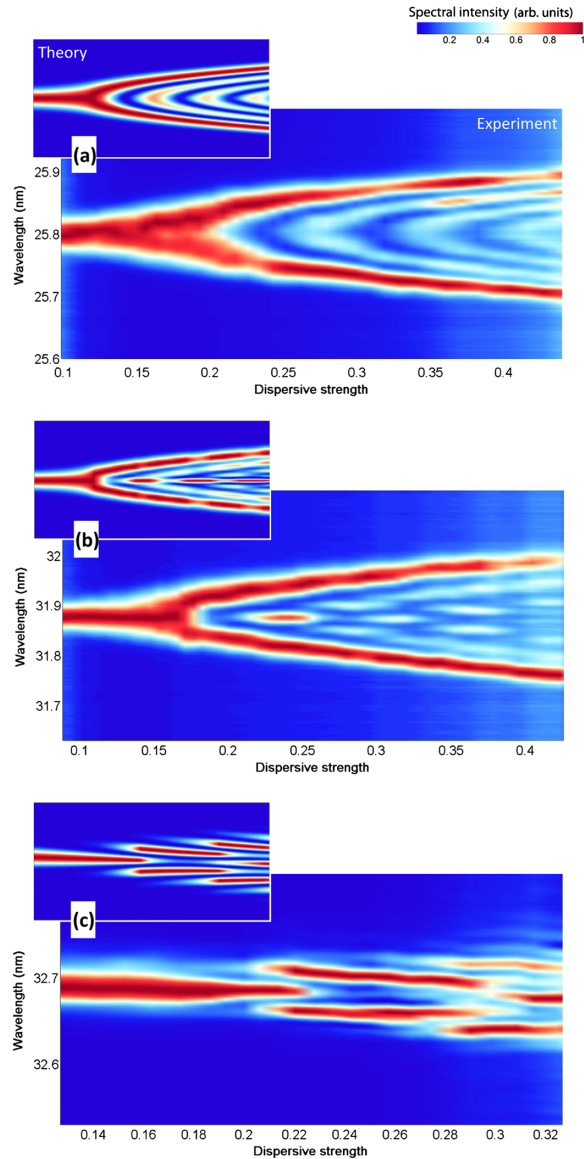 Spectral intensity (arb. units)
0.2 0.4 0.6 0.8 1
Theory
(a)
Experiment
25.9
25.8
25.7
25.6
Wavelength (nm)
0.1 0.15 0.2 0.25 0.3 0.35 0.4
Dispersive strength
(b)
32
31.9
31.8
31.7
Wavelength (nm)
0.1 0.15 0.2 0.25 0.3 0.35 0.4
Dispersive strength
(c)
32.7
32.6
Wavelength (nm)
0.14 0.16 0.18 0.2 0.22 0.24 0.26 0.28 0.3 0.32
Dispersive strength